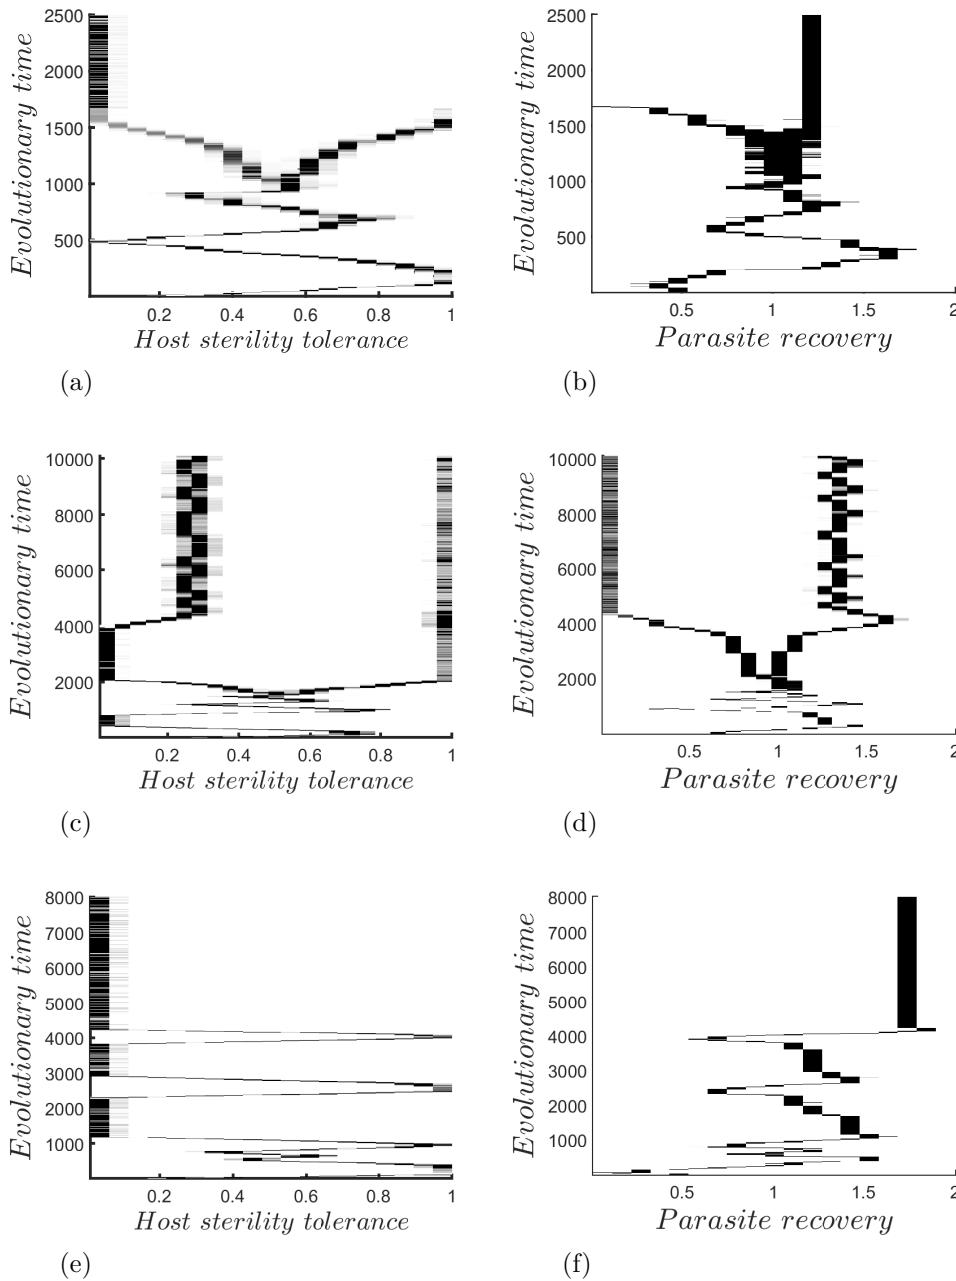 2500
2000
1500
1000
500
Evolutionary time
0.2 0.4 0.6 0.8 1
Host sterility tolerance
(a)
2500
2000
1500
1000
500
Evolutionary time
0.5 1 1.5 2
Parasite recovery
(b)
10000
8000
6000
4000
2000
Evolutionary time
0.2 0.4 0.6 0.8 1
Host sterility tolerance
(c)
10000
8000
6000
4000
2000
Evolutionary time
0.5 1 1.5 2
Parasite recovery
(d)
8000
7000
6000
5000
4000
3000
2000
1000
Evolutionary time
0.2 0.4 0.6 0.8 1
Host sterility tolerance
(e)
8000
7000
6000
5000
4000
3000
2000
1000
Evolutionary time
0.5 1 1.5 2
Parasite recovery
(f)